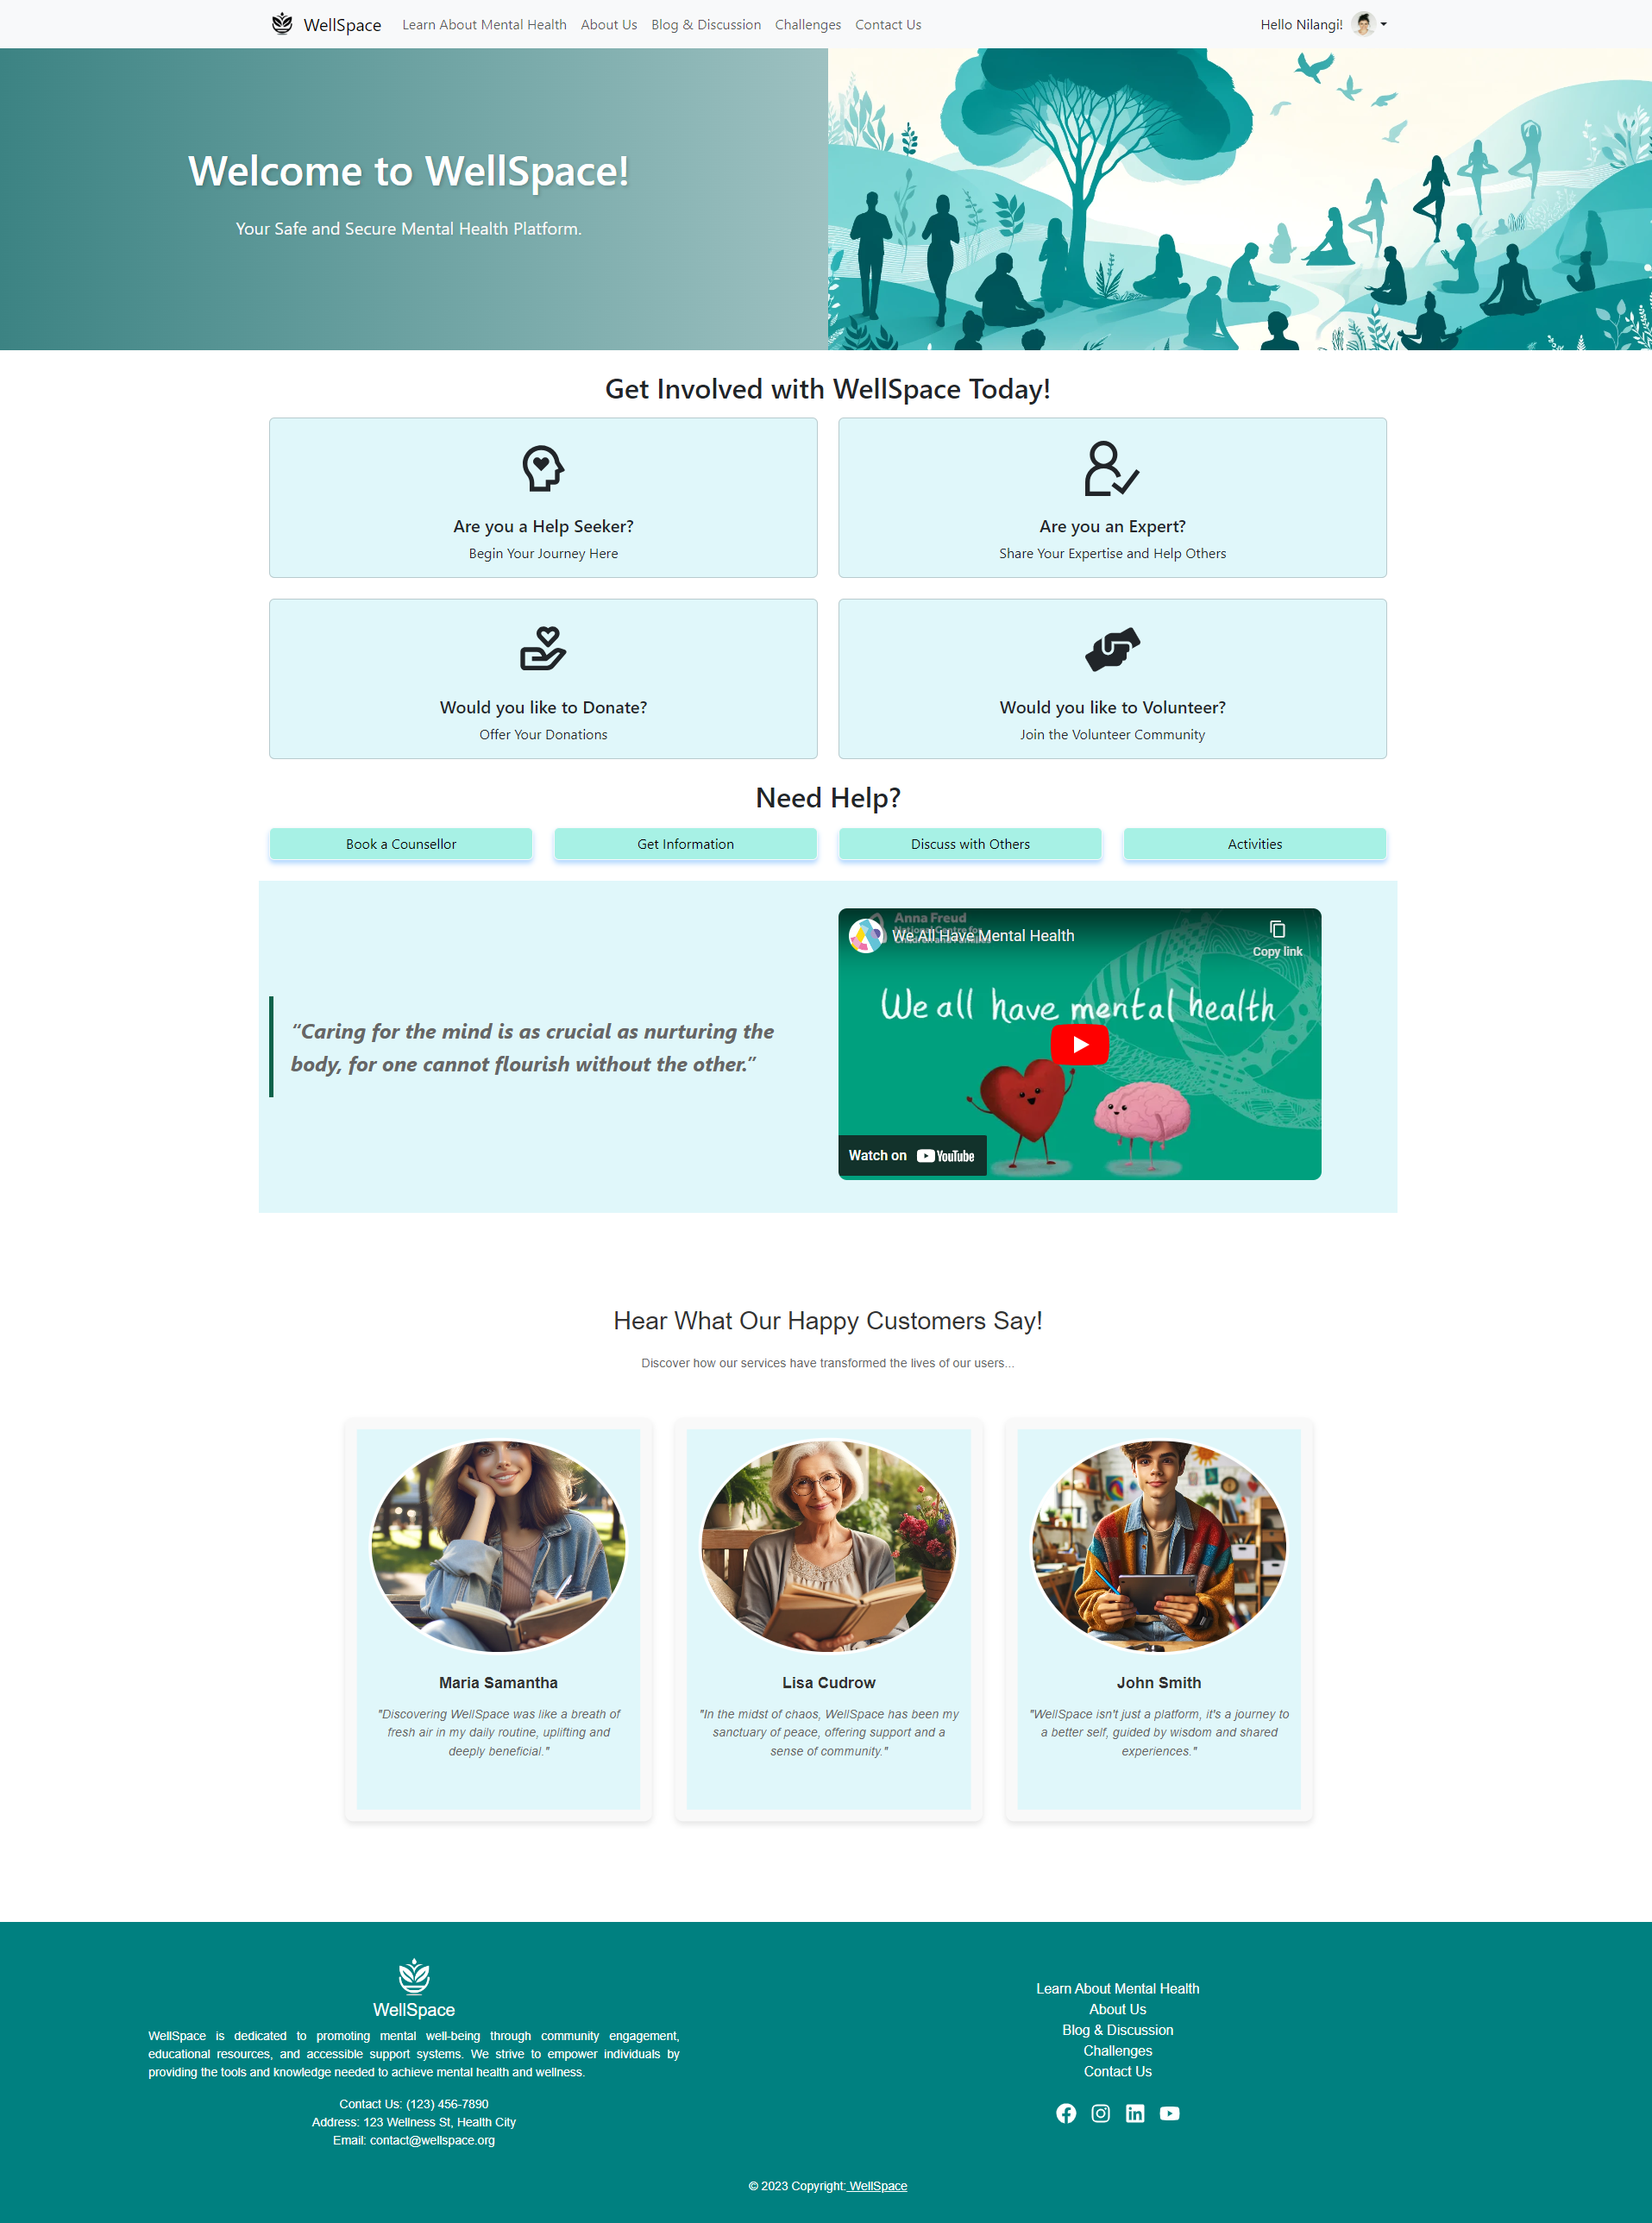 WellSpace
Learn About Mental Health
About Us
Blog & Discussion
Challenges
Contact Us
Hello Nilangi!
Welcome to WellSpace!
Your Safe and Secure Mental Health Platform.
Get Involved with WellSpace Today!
Are you a Help Seeker?
Begin Your Journey Here
Are you an Expert?
Share Your Expertise and Help Others
Would you like to Donate?
Offer Your Donations
Would you like to Volunteer?
Join the Volunteer Community
Need Help?
Book a Counsellor
Get Information
Discuss with Others
Activities
“Caring for the mind is as crucial as nurturing the
body, for one cannot flourish without the other.”
Anna Freud
National Centre for
Children and Families
We All Have Mental Health
Copy link
We all have mental health
Watch on YouTube
Hear What Our Happy Customers Say!
Discover how our services have transformed the lives of our users...
Maria Samantha
"Discovering WellSpace was like a breath of
fresh air in my daily routine, uplifting and
deeply beneficial."
Lisa Cudrow
"In the midst of chaos, WellSpace has been my
sanctuary of peace, offering support and a
sense of community."
John Smith
"WellSpace isn't just a platform, it's a journey to
a better self, guided by wisdom and shared
experiences."
WellSpace
WellSpace is dedicated to promoting mental well-being through community engagement,
educational resources, and accessible support systems. We strive to empower individuals by
providing the tools and knowledge needed to achieve mental health and wellness.
Contact Us: (123) 456-7890
Address: 123 Wellness St, Health City
Email: contact@wellspace.org
Learn About Mental Health
About Us
Blog & Discussion
Challenges
Contact Us
© 2023 Copyright: WellSpace